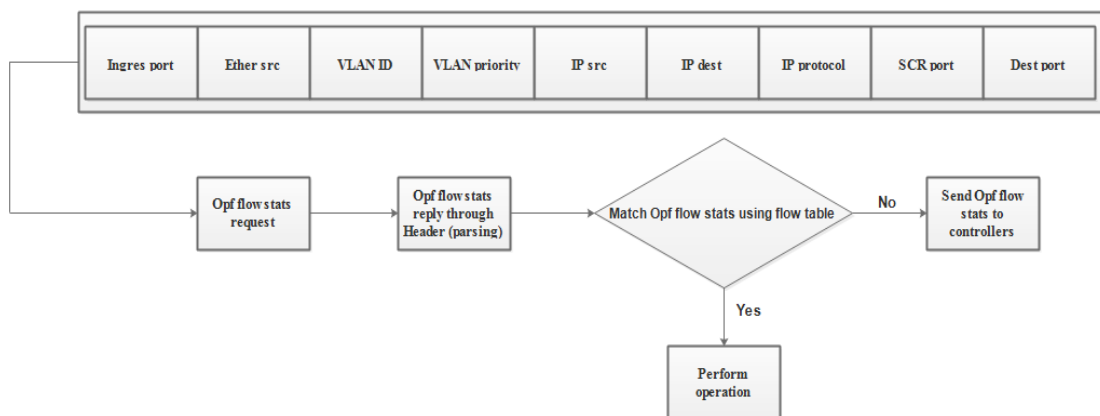 Ingres port
Ether src
VLAN ID
VLAN priority
IP src
IP dest
IP protocol
SCR port
Dest port
Opf flow stats
request
Opf flow stats
reply through
Header (parsing)
Match Opf flow stats using flow table
No
Send Opf flow
stats to
controllers
Yes
Perform
operation